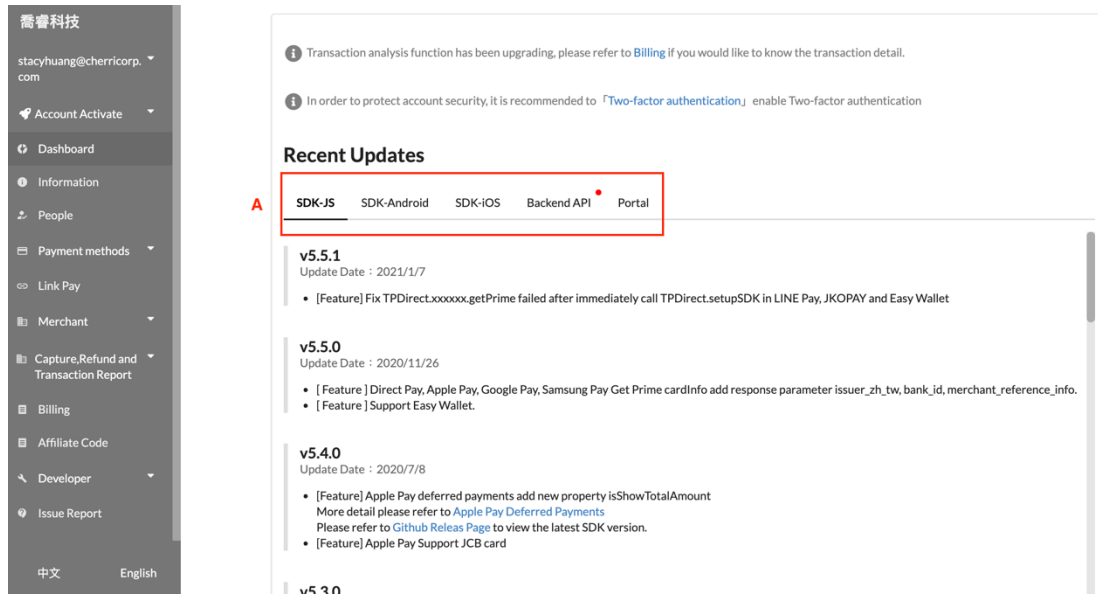 喬睿科技
stacyhuang@cherricorp.
com
Account Activate
Dashboard
Information
People
Payment methods
Link Pay
Merchant
Capture,Refund and
Transaction Report
Billing
Affiliate Code
Developer
Issue Report
中文 English
Transaction analysis function has been upgrading, please refer to Billing if you would like to know the transaction detail.
In order to protect account security, it is recommended to「Two-factor authentication」enable Two-factor authentication
Recent Updates
A
SDK-JS SDK-Android SDK-iOS Backend API Portal
v5.5.1
Update Date：2021/1/7
• [Feature] Fix TPDirect.xxxxxx.getPrime failed after immediately call TPDirect.setupSDK in LINE Pay, JKOPAY and Easy Wallet
v5.5.0
Update Date：2020/11/26
• [ Feature ] Direct Pay, Apple Pay, Google Pay, Samsung Pay Get Prime cardInfo add response parameter issuer_zh_tw, bank_id, merchant_reference_info.
• [ Feature ] Support Easy Wallet.
v5.4.0
Update Date：2020/7/8
• [Feature] Apple Pay deferred payments add new property isShowTotalAmount
More detail please refer to Apple Pay Deferred Payments
Please refer to Github Releas Page to view the latest SDK version.
• [Feature] Apple Pay Support JCB card
v5.3.0